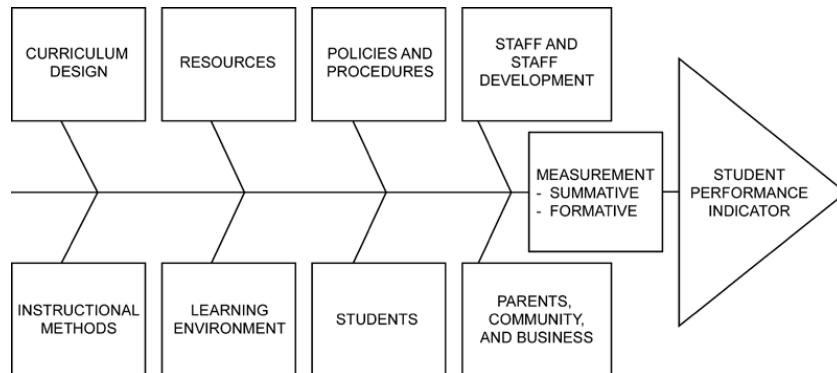 CURRICULUM
DESIGN
RESOURCES
POLICIES AND
PROCEDURES
STAFF AND
STAFF
DEVELOPMENT
MEASUREMENT
- SUMMATIVE
- FORMATIVE
STUDENT
PERFORMANCE
INDICATOR
INSTRUCTIONAL
METHODS
LEARNING
ENVIRONMENT
STUDENTS
PARENTS,
COMMUNITY,
AND BUSINESS